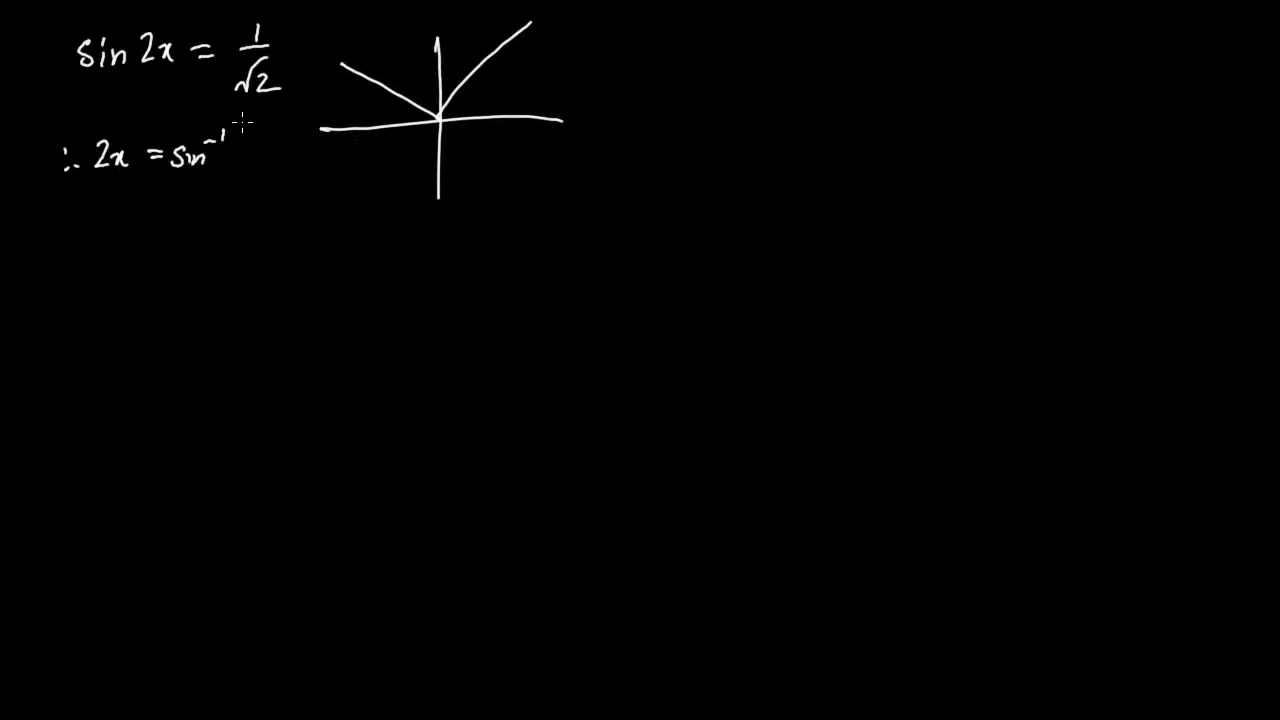 sin 2x = 1/√2
∴ 2x = sin⁻¹